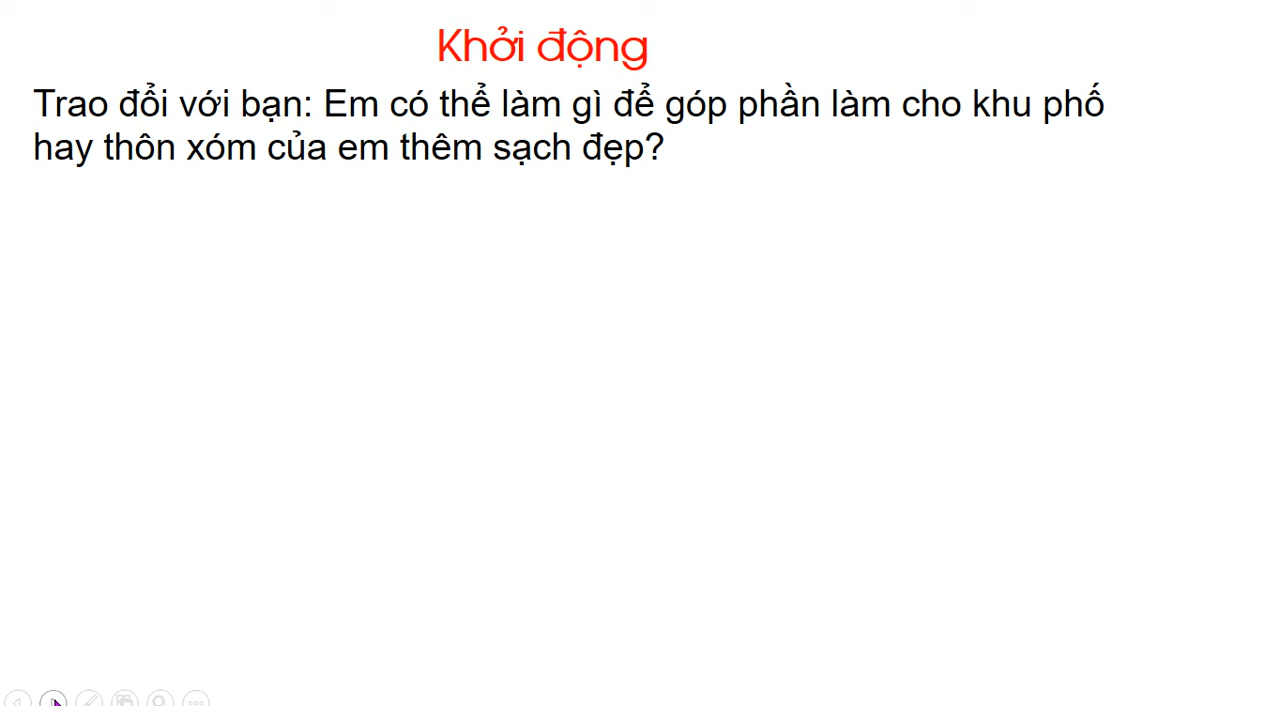 Khởi động
Trao đổi với bạn: Em có thể làm gì để góp phần làm cho khu phố
hay thôn xóm của em thêm sạch đẹp?